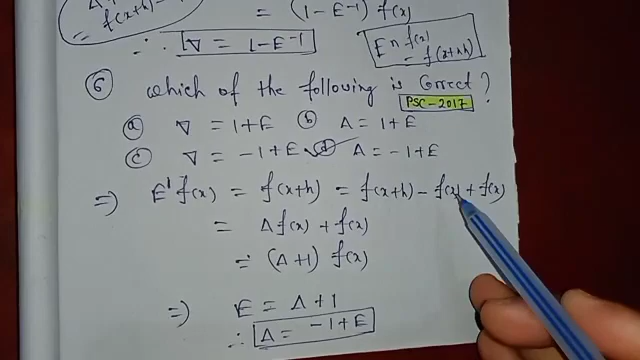 = (1 - E⁻¹) f(x)
f(x+h) -
∴ ∇ = 1 - E⁻¹
Eⁿ f(x) = f(x+nh)
⑥ Which of the following is Correct?
PSC-2017
ⓐ ∇ = 1+E ⓑ Δ = 1+E
ⓒ ∇ = -1+E ⓓ Δ = -1+E
⇒ E¹ f(x) = f(x+h) = f(x+h) - f(x) + f(x)
= Δf(x) + f(x)
= (Δ+1) f(x)
⇒ E = Δ+1
∴ Δ = -1+E